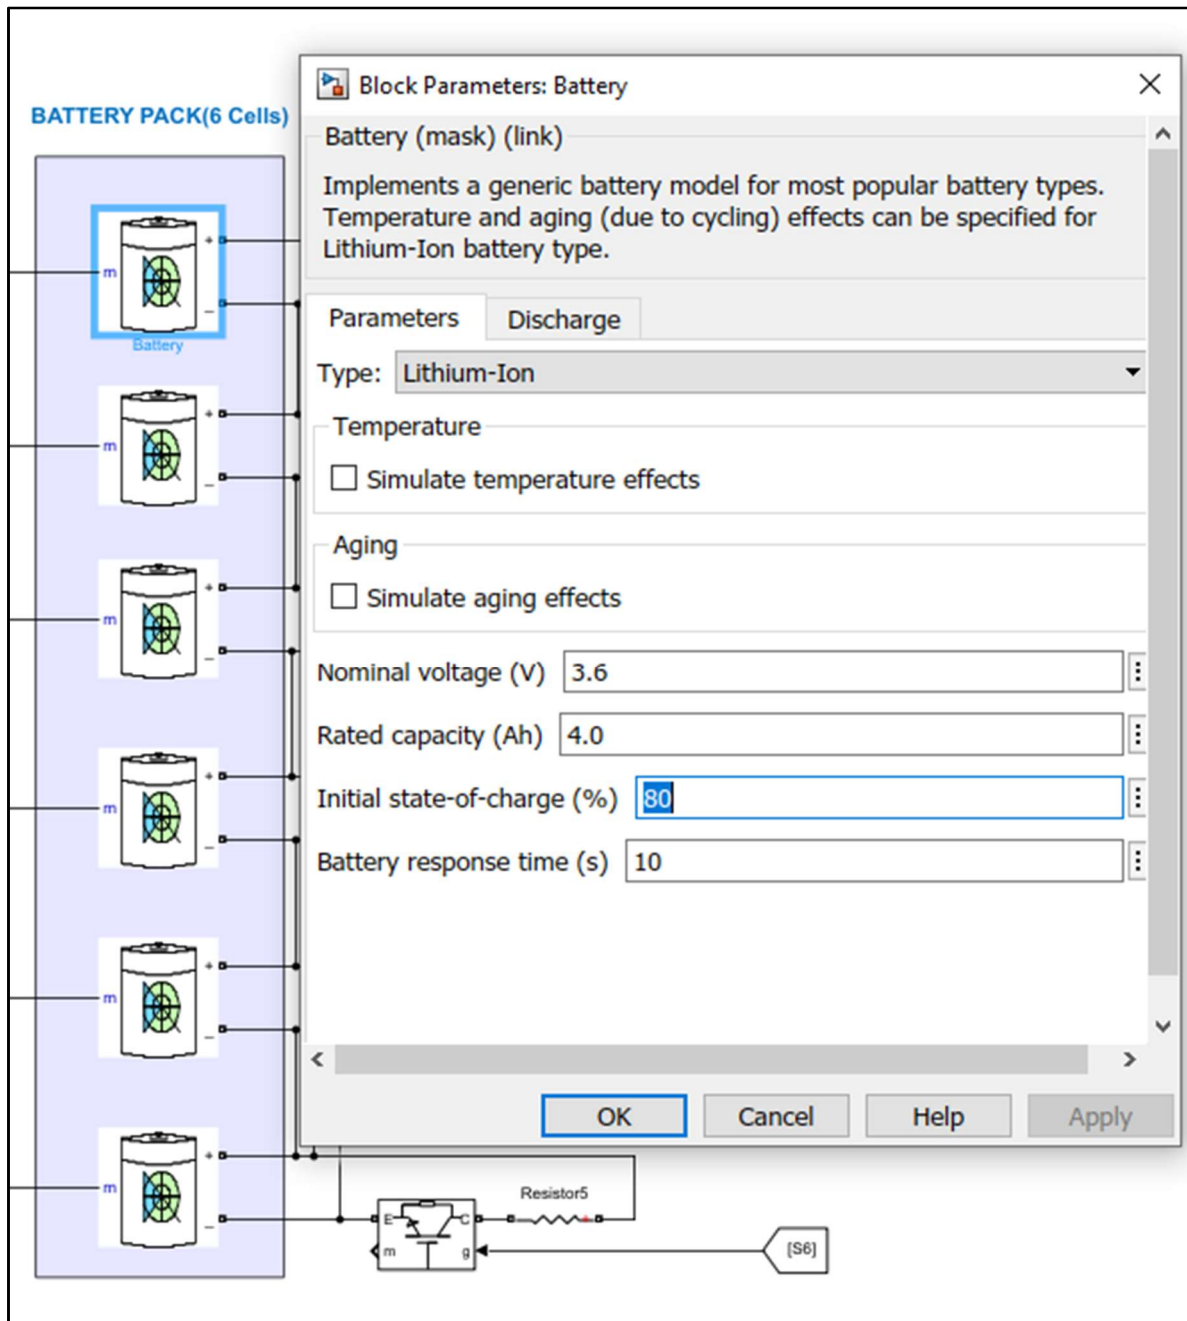 BATTERY PACK(6 Cells)
Block Parameters: Battery
Battery (mask) (link)
Implements a generic battery model for most popular battery types.
Temperature and aging (due to cycling) effects can be specified for
Lithium-Ion battery type.
Parameters
Discharge
Type: Lithium-Ion
Temperature
Simulate temperature effects
Aging
Simulate aging effects
Nominal voltage (V) 3.6
Rated capacity (Ah) 4.0
Initial state-of-charge (%) 80
Battery response time (s) 10
OK Cancel Help Apply
m + −
Battery
m + −
m + −
m + −
m + −
m + −
Resistor5
E C
m g
[S6]